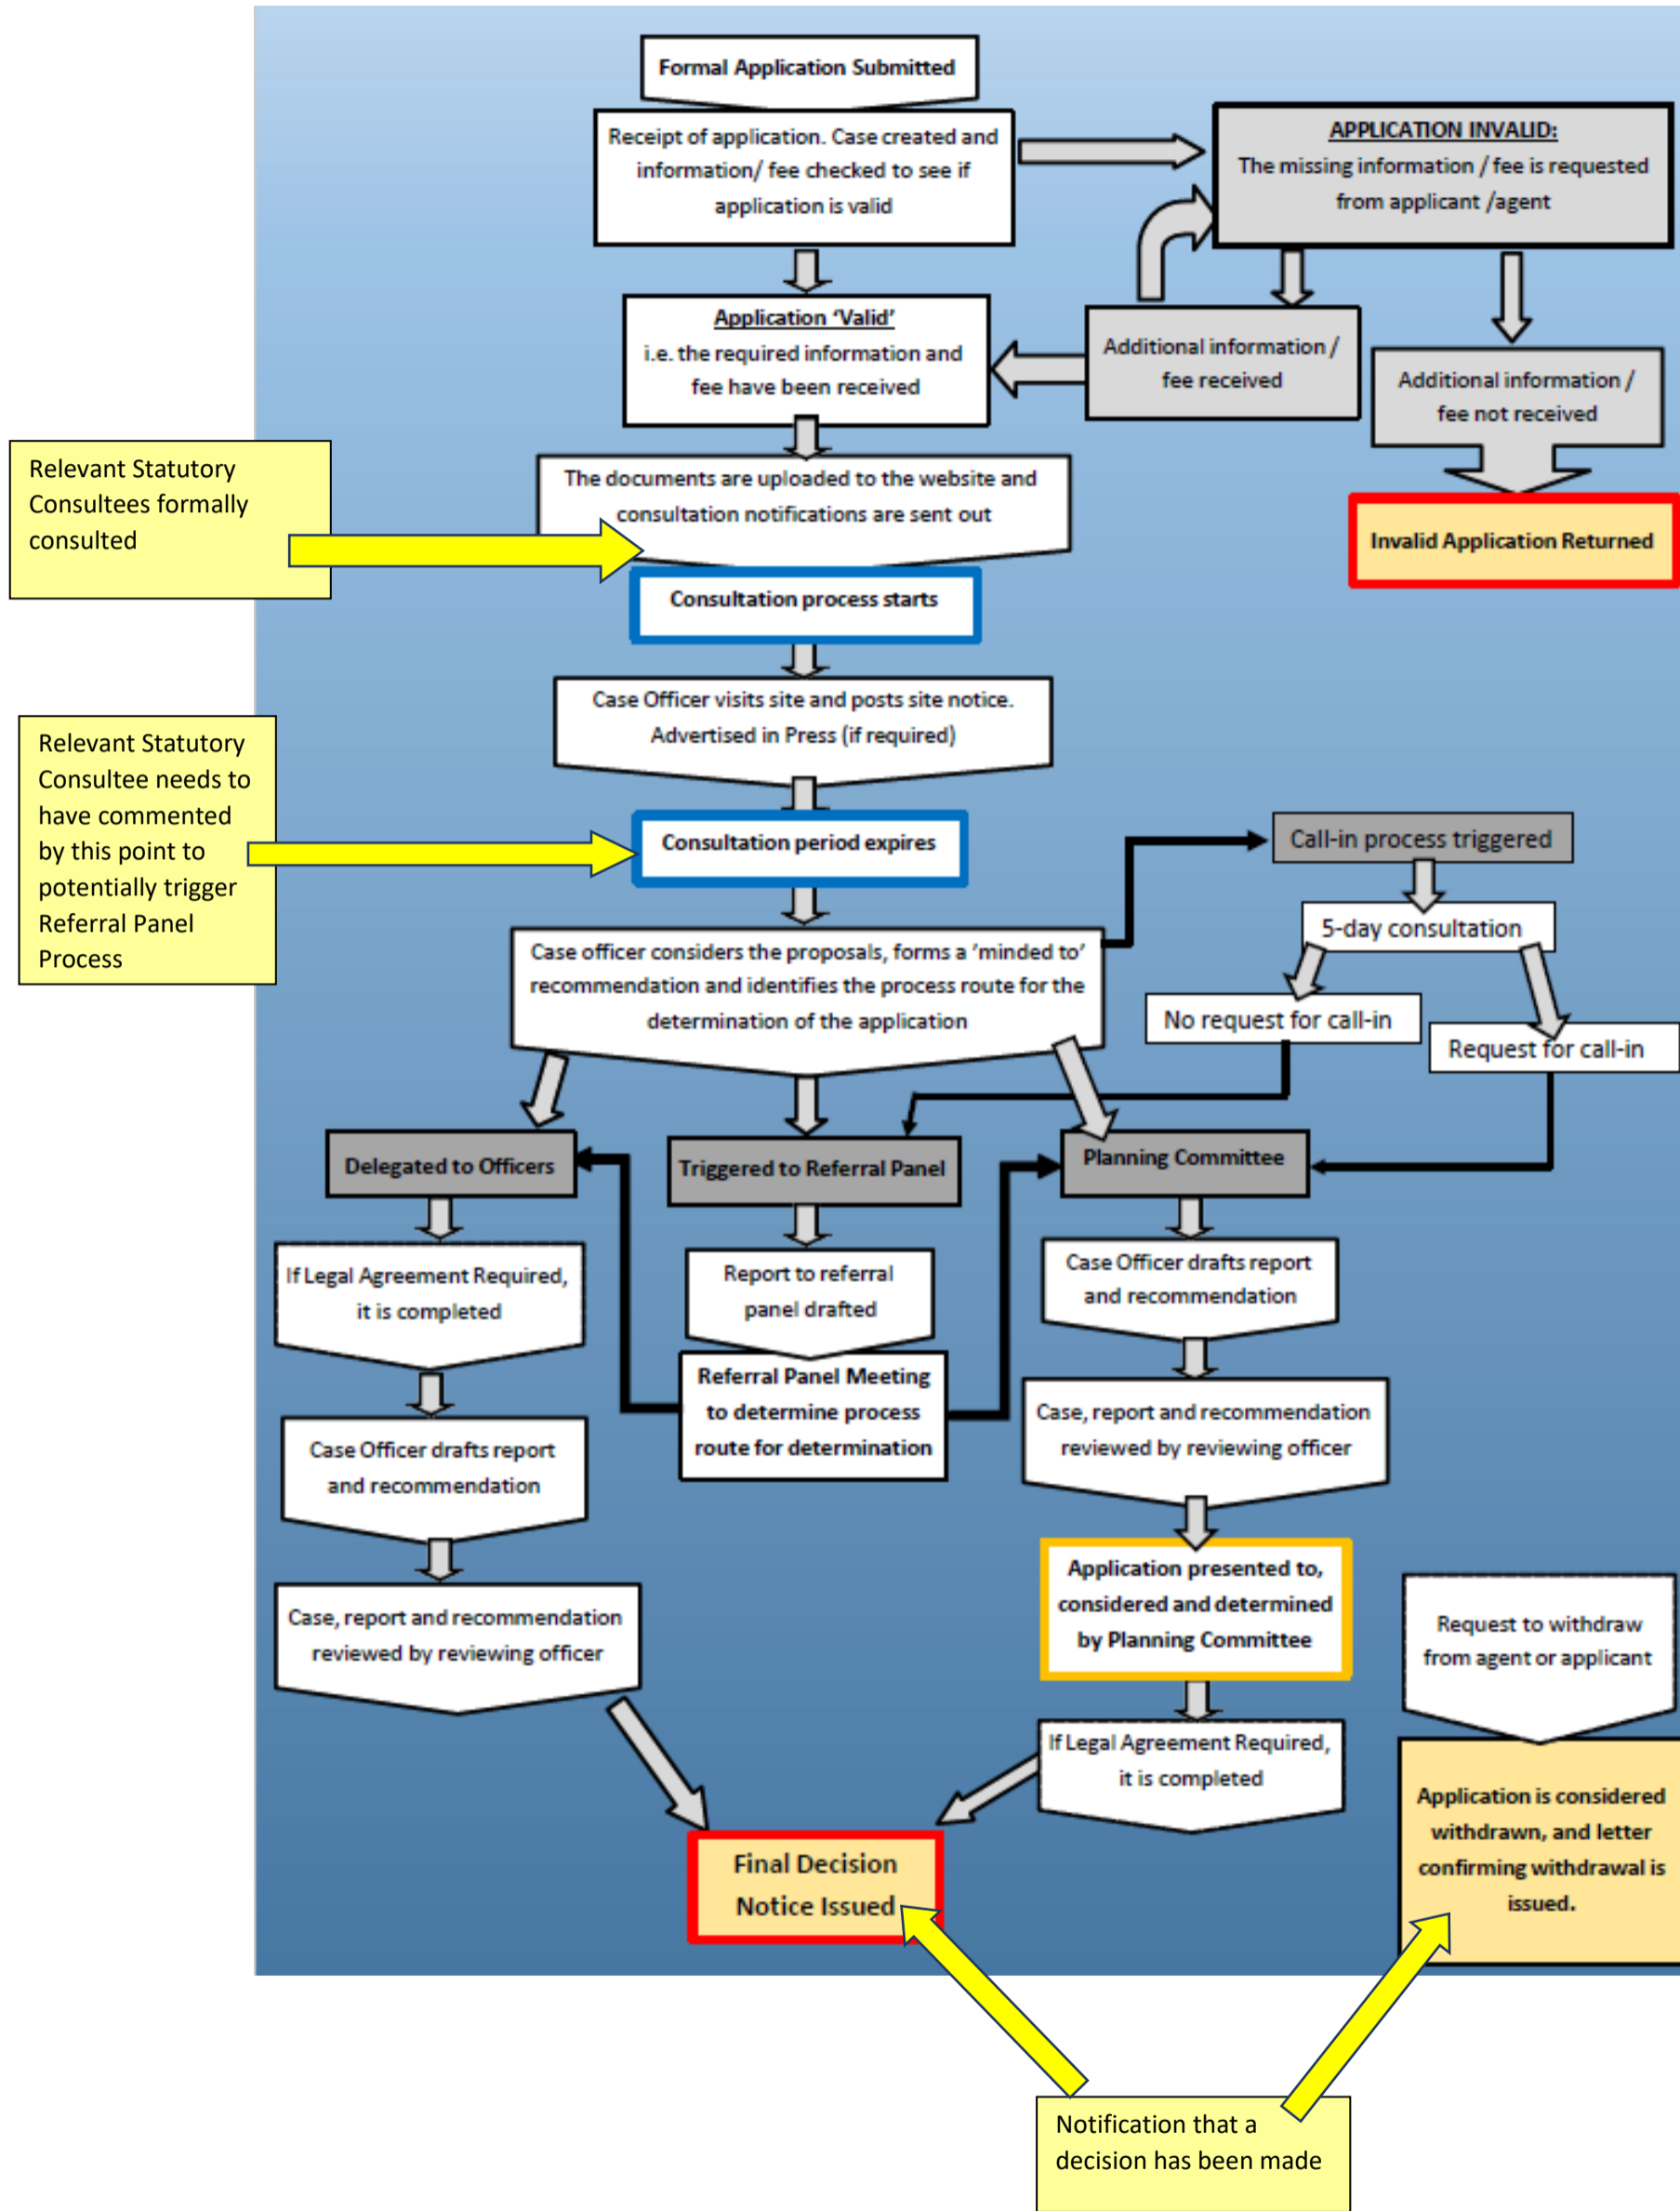 Formal Application Submitted
Receipt of application. Case created and
information/ fee checked to see if
application is valid
APPLICATION INVALID:
The missing information / fee is requested
from applicant /agent
Application 'Valid'
i.e. the required information and
fee have been received
Additional information /
fee received
Additional information /
fee not received
Invalid Application Returned
Relevant Statutory
Consultees formally
consulted
The documents are uploaded to the website and
consultation notifications are sent out
Consultation process starts
Case Officer visits site and posts site notice.
Advertised in Press (if required)
Relevant Statutory
Consultee needs to
have commented
by this point to
potentially trigger
Referral Panel
Process
Consultation period expires
Call-in process triggered
5-day consultation
No request for call-in
Request for call-in
Case officer considers the proposals, forms a 'minded to'
recommendation and identifies the process route for the
determination of the application
Delegated to Officers
Triggered to Referral Panel
Planning Committee
If Legal Agreement Required,
it is completed
Report to referral
panel drafted
Case Officer drafts report
and recommendation
Referral Panel Meeting
to determine process
route for determination
Case, report and recommendation
reviewed by reviewing officer
Case Officer drafts report
and recommendation
Application presented to,
considered and determined
by Planning Committee
Case, report and recommendation
reviewed by reviewing officer
Request to withdraw
from agent or applicant
If Legal Agreement Required,
it is completed
Application is considered
withdrawn, and letter
confirming withdrawal is
issued.
Final Decision
Notice Issued
Notification that a
decision has been made